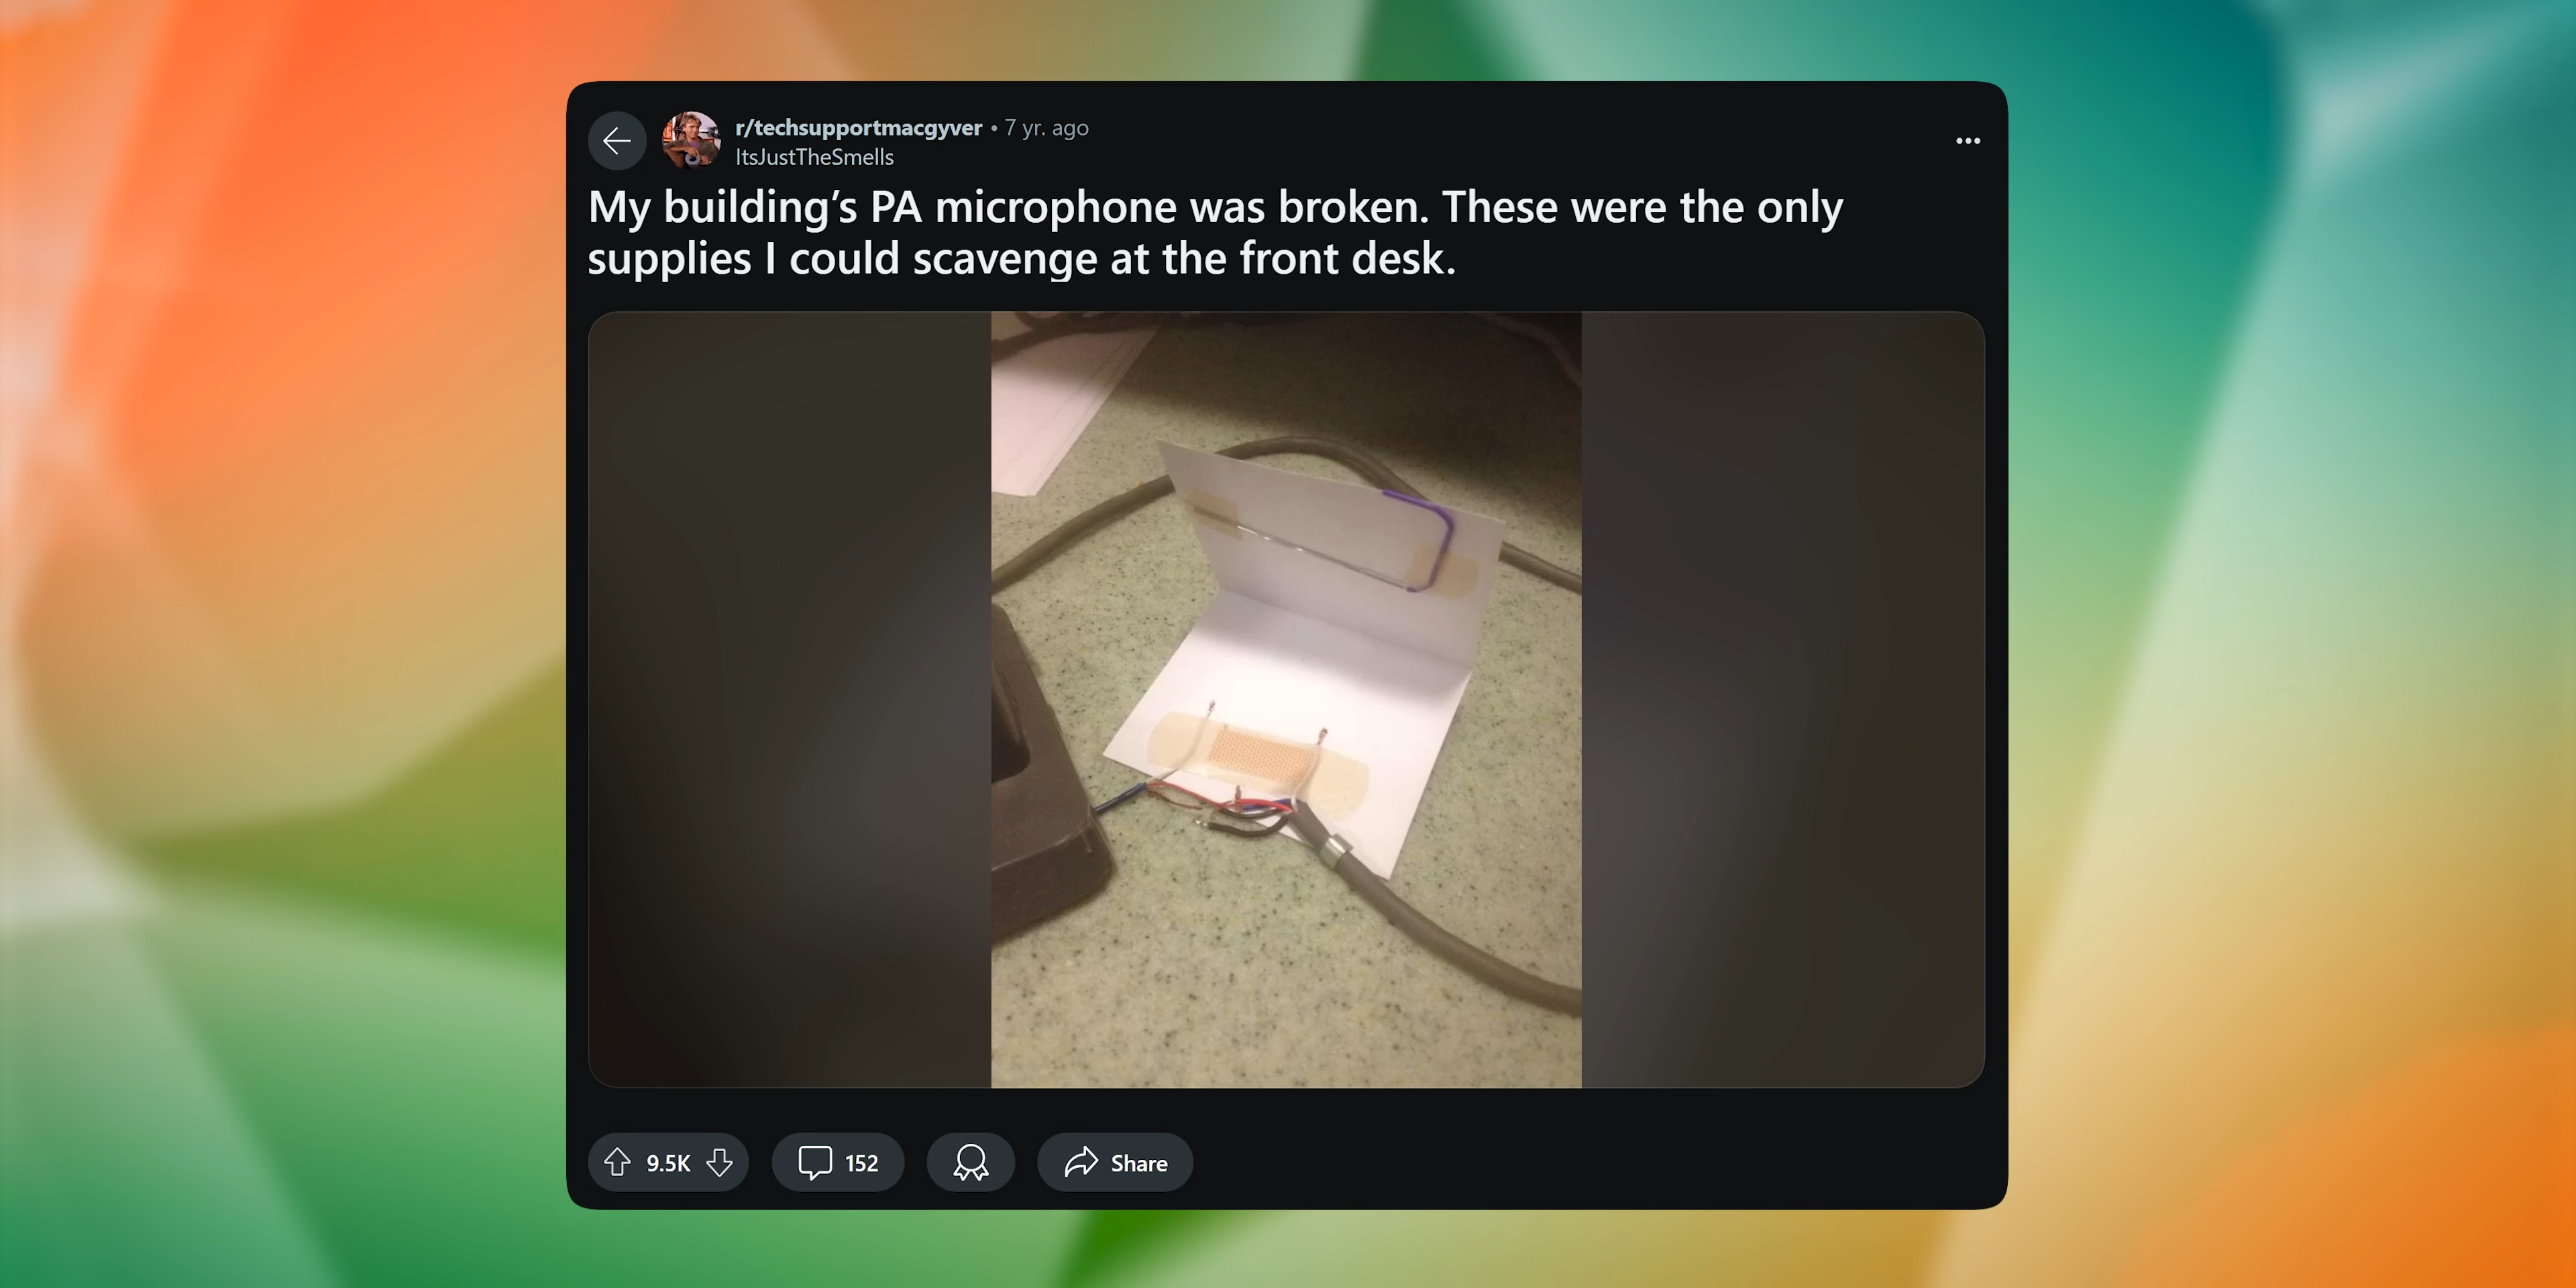 r/techsupportmacgyver • 7 yr. ago
ItsJustTheSmells
My building’s PA microphone was broken. These were the only
supplies I could scavenge at the front desk.
9.5K
152
Share